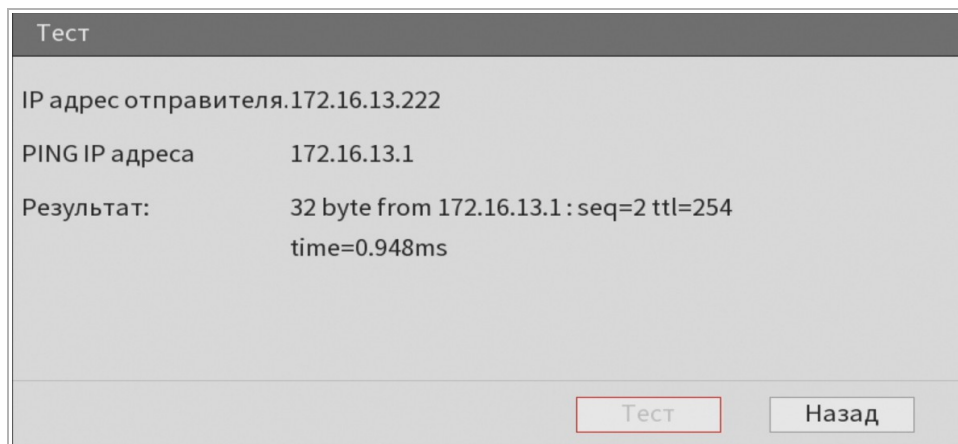 Тест
IP адрес отправителя.172.16.13.222
PING IP адреса 172.16.13.1
Результат: 32 byte from 172.16.13.1 : seq=2 ttl=254
time=0.948ms
Тест Назад